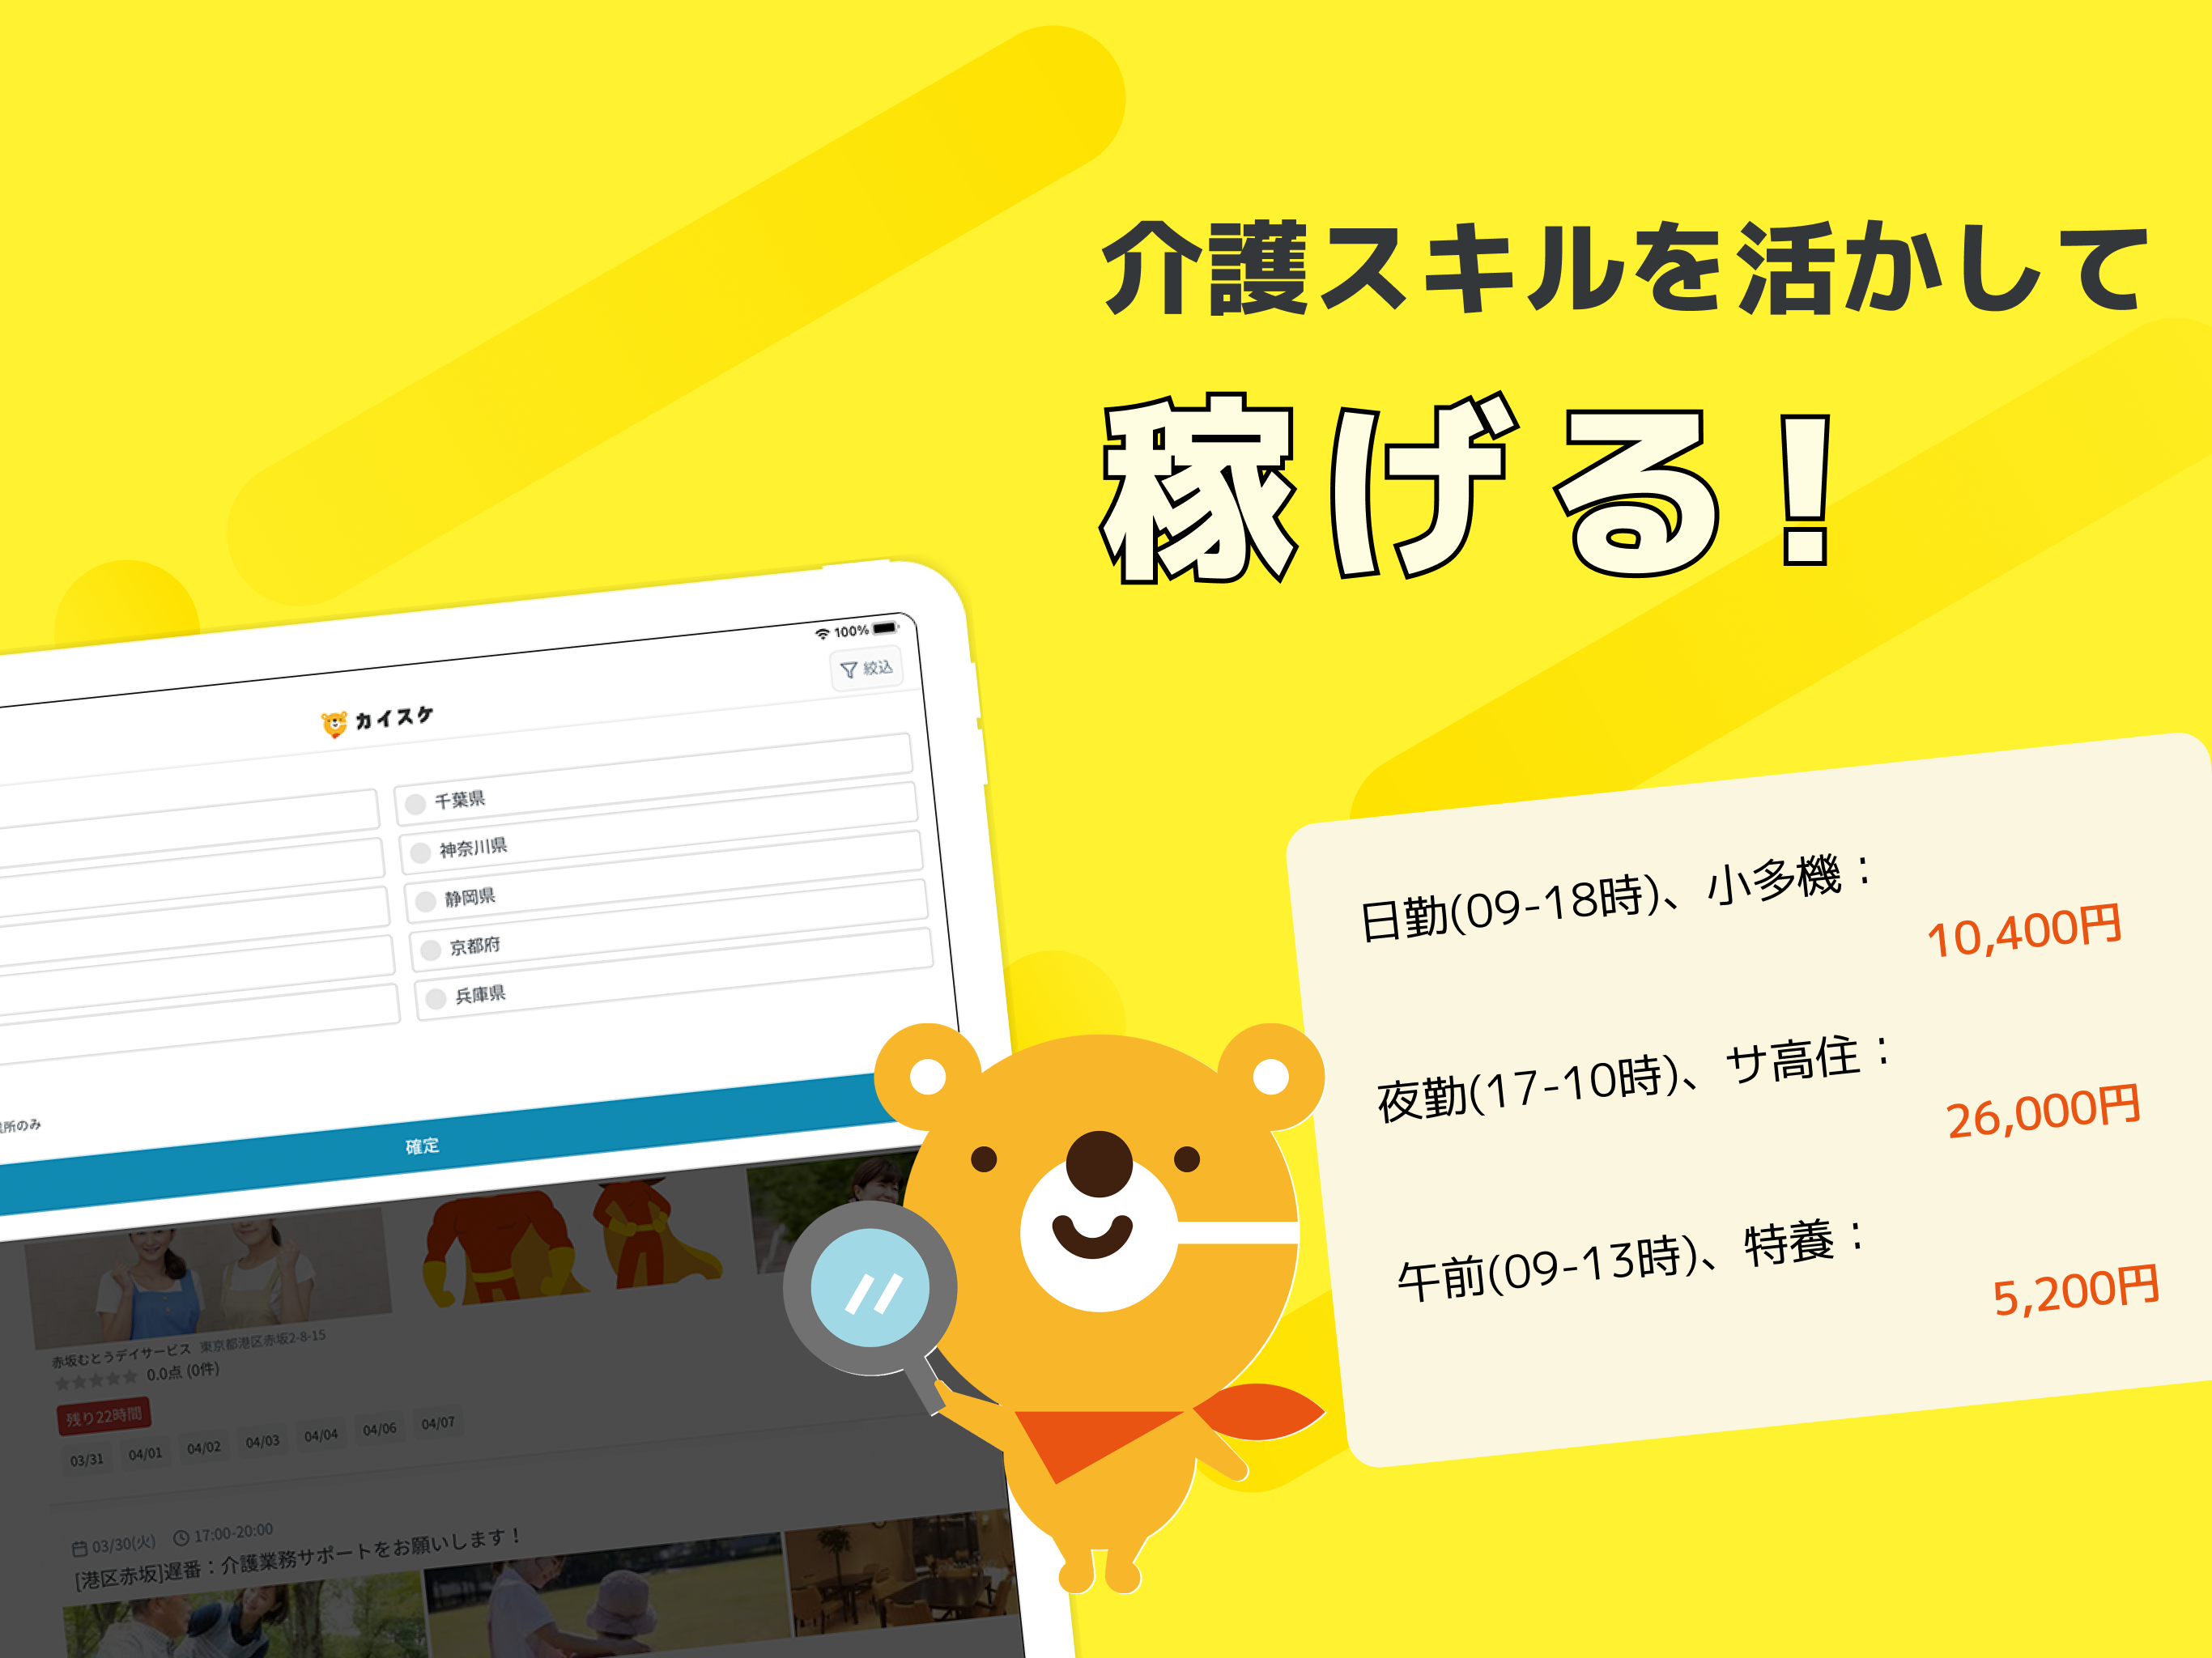 介護スキルを活かして
稼げる!
100%
絞込
カイスケ
千葉県
神奈川県
静岡県
京都府
兵庫県
所のみ
確定
日勤(09-18時)、小多機：
10,400円
夜勤(17-10時)、サ高住：
26,000円
午前(09-13時)、特養：
5,200円
赤坂むとうデイサービス 東京都港区赤坂2-8-15
0.0点 (0件)
残り22時間
03/31 04/01 04/02 04/03 04/04 04/06 04/07
03/30(火) 17:00-20:00
[港区赤坂]遅番：介護業務サポートをお願いします！